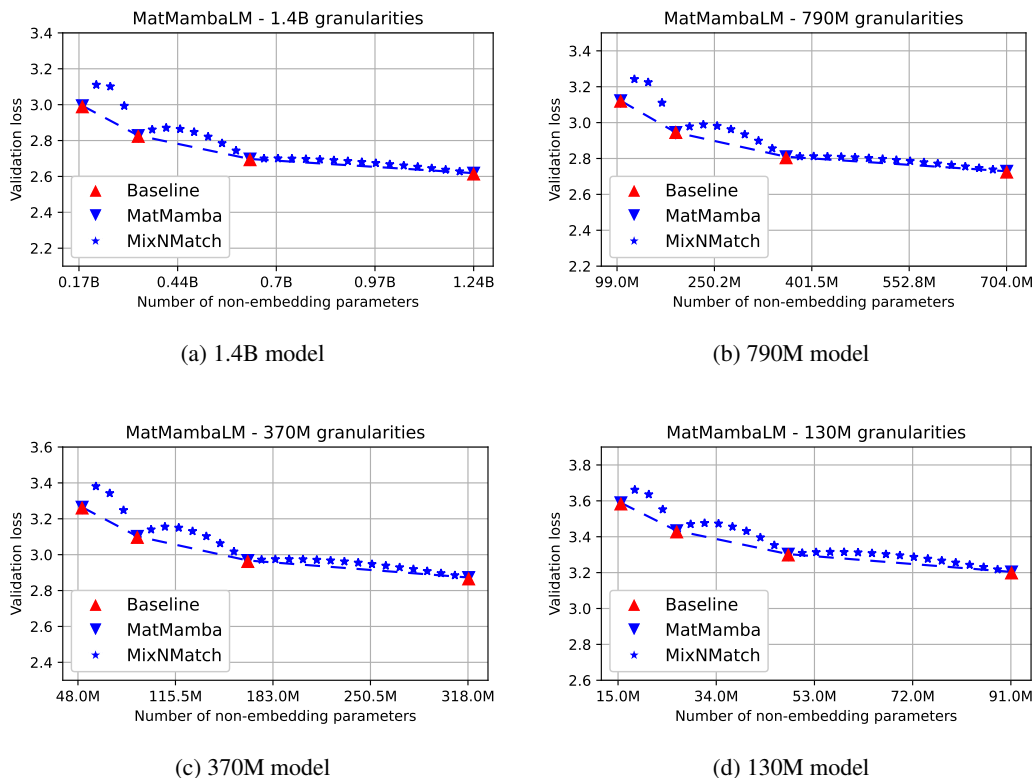 MatMambaLM - 1.4B granularities
3.4
3.2
3.0
2.8
2.6
2.4
2.2
Validation loss
Baseline
MatMamba
MixNMatch
0.17B 0.44B 0.7B 0.97B 1.24B
Number of non-embedding parameters
(a) 1.4B model
MatMambaLM - 790M granularities
3.4
3.2
3.0
2.8
2.6
2.4
2.2
Validation loss
Baseline
MatMamba
MixNMatch
99.0M 250.2M 401.5M 552.8M 704.0M
Number of non-embedding parameters
(b) 790M model
MatMambaLM - 370M granularities
3.6
3.4
3.2
3.0
2.8
2.6
2.4
Validation loss
Baseline
MatMamba
MixNMatch
48.0M 115.5M 183.0M 250.5M 318.0M
Number of non-embedding parameters
(c) 370M model
MatMambaLM - 130M granularities
3.8
3.6
3.4
3.2
3.0
2.8
2.6
Validation loss
Baseline
MatMamba
MixNMatch
15.0M 34.0M 53.0M 72.0M 91.0M
Number of non-embedding parameters
(d) 130M model